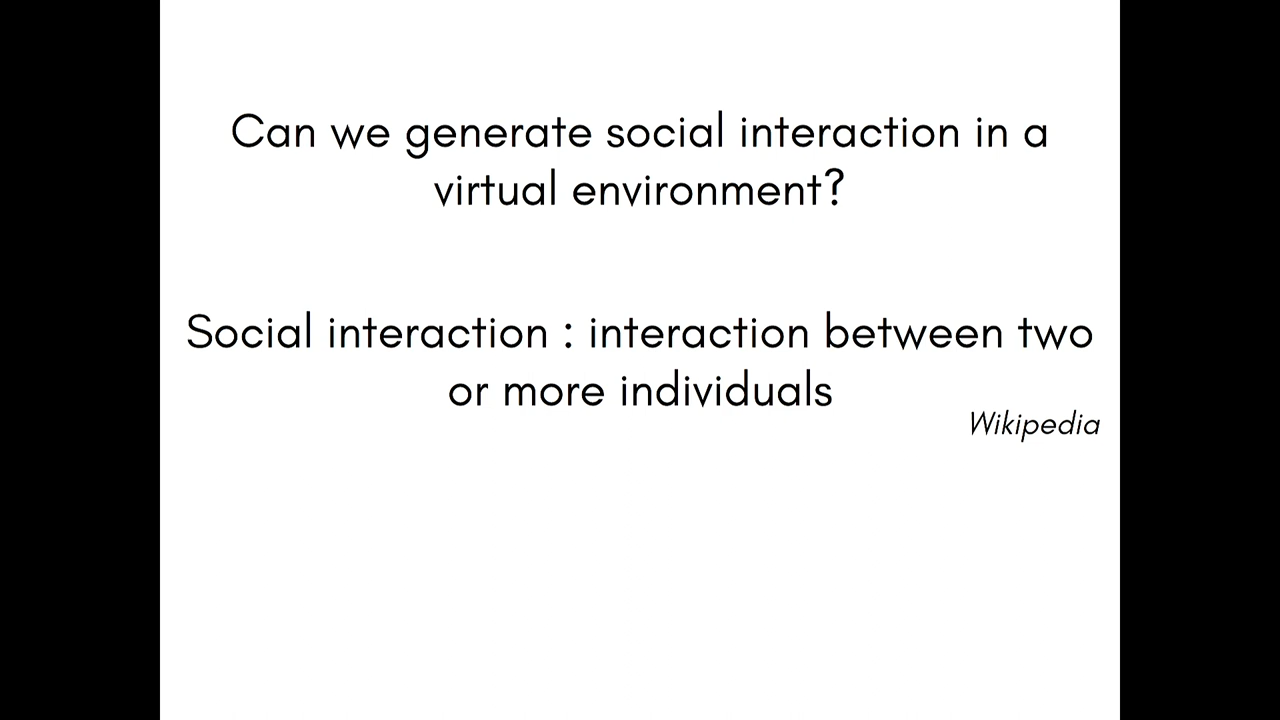 Can we generate social interaction in a
virtual environment?
Social interaction : interaction between two
or more individuals
Wikipedia